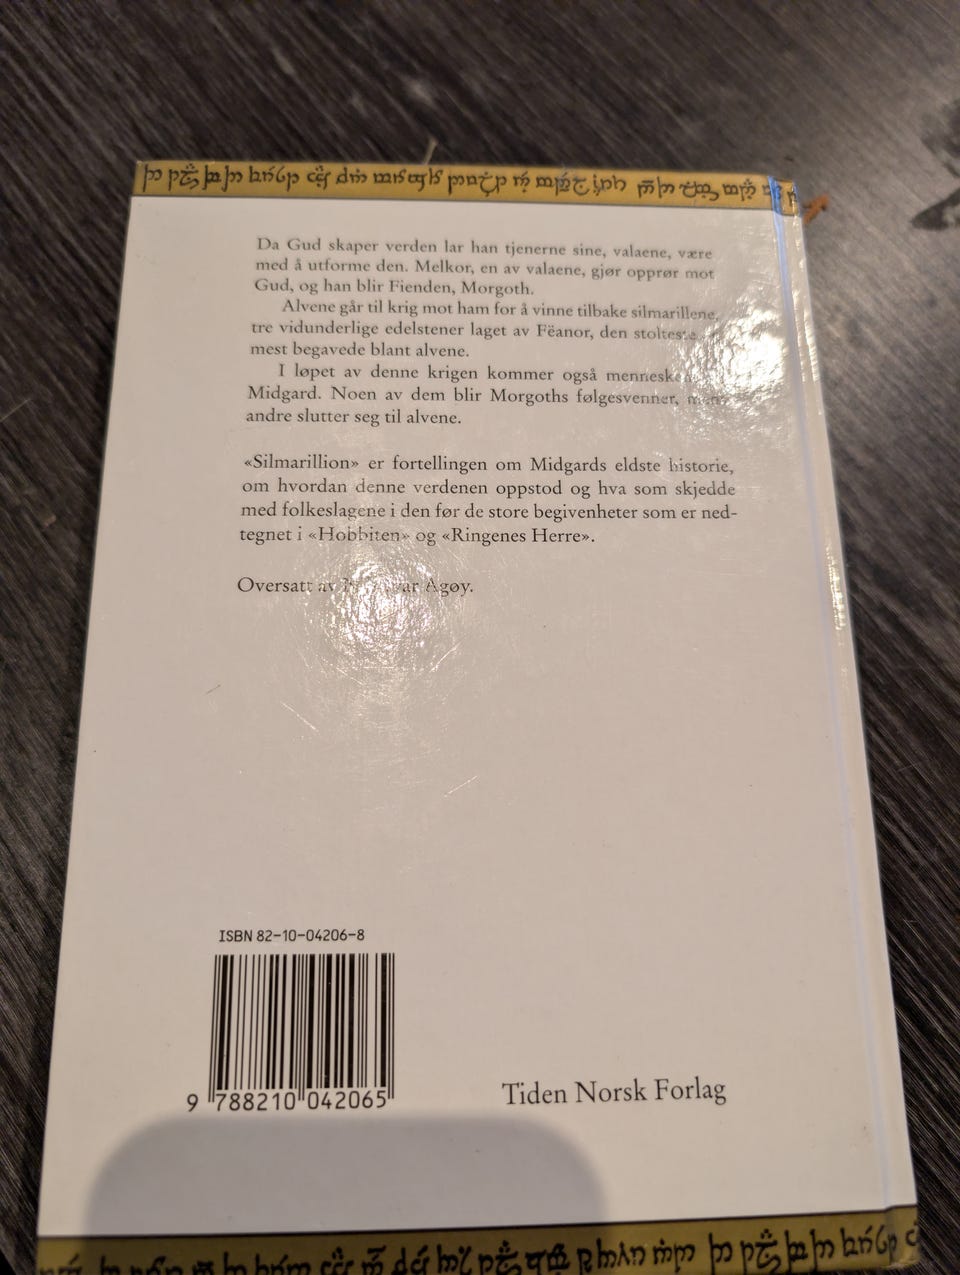 Da Gud skaper verden lar han tjenerne sine, valaene, være
med å utforme den. Melkor, en av valaene, gjør opprør mot
Gud, og han blir Fienden, Morgoth.
Alvene går til krig mot ham for å vinne tilbake silmarillene,
tre vidunderlige edelstener laget av Fëanor, den stolteste
mest begavede blant alvene.
I løpet av denne krigen kommer også
Midgard. Noen av dem blir Morgoths følgesvenner, mens
andre slutter seg til alvene.
«Silmarillion» er fortellingen om Midgards eldste historie,
om hvordan denne verdenen oppstod og hva som skjedde
med folkeslagene i den før de store begivenheter som er ned-
tegnet i «Hobbiten» og «Ringenes Herre».
Oversatt av Agøy.
ISBN 82-10-04206-8
9 788210 042065
Tiden Norsk Forlag